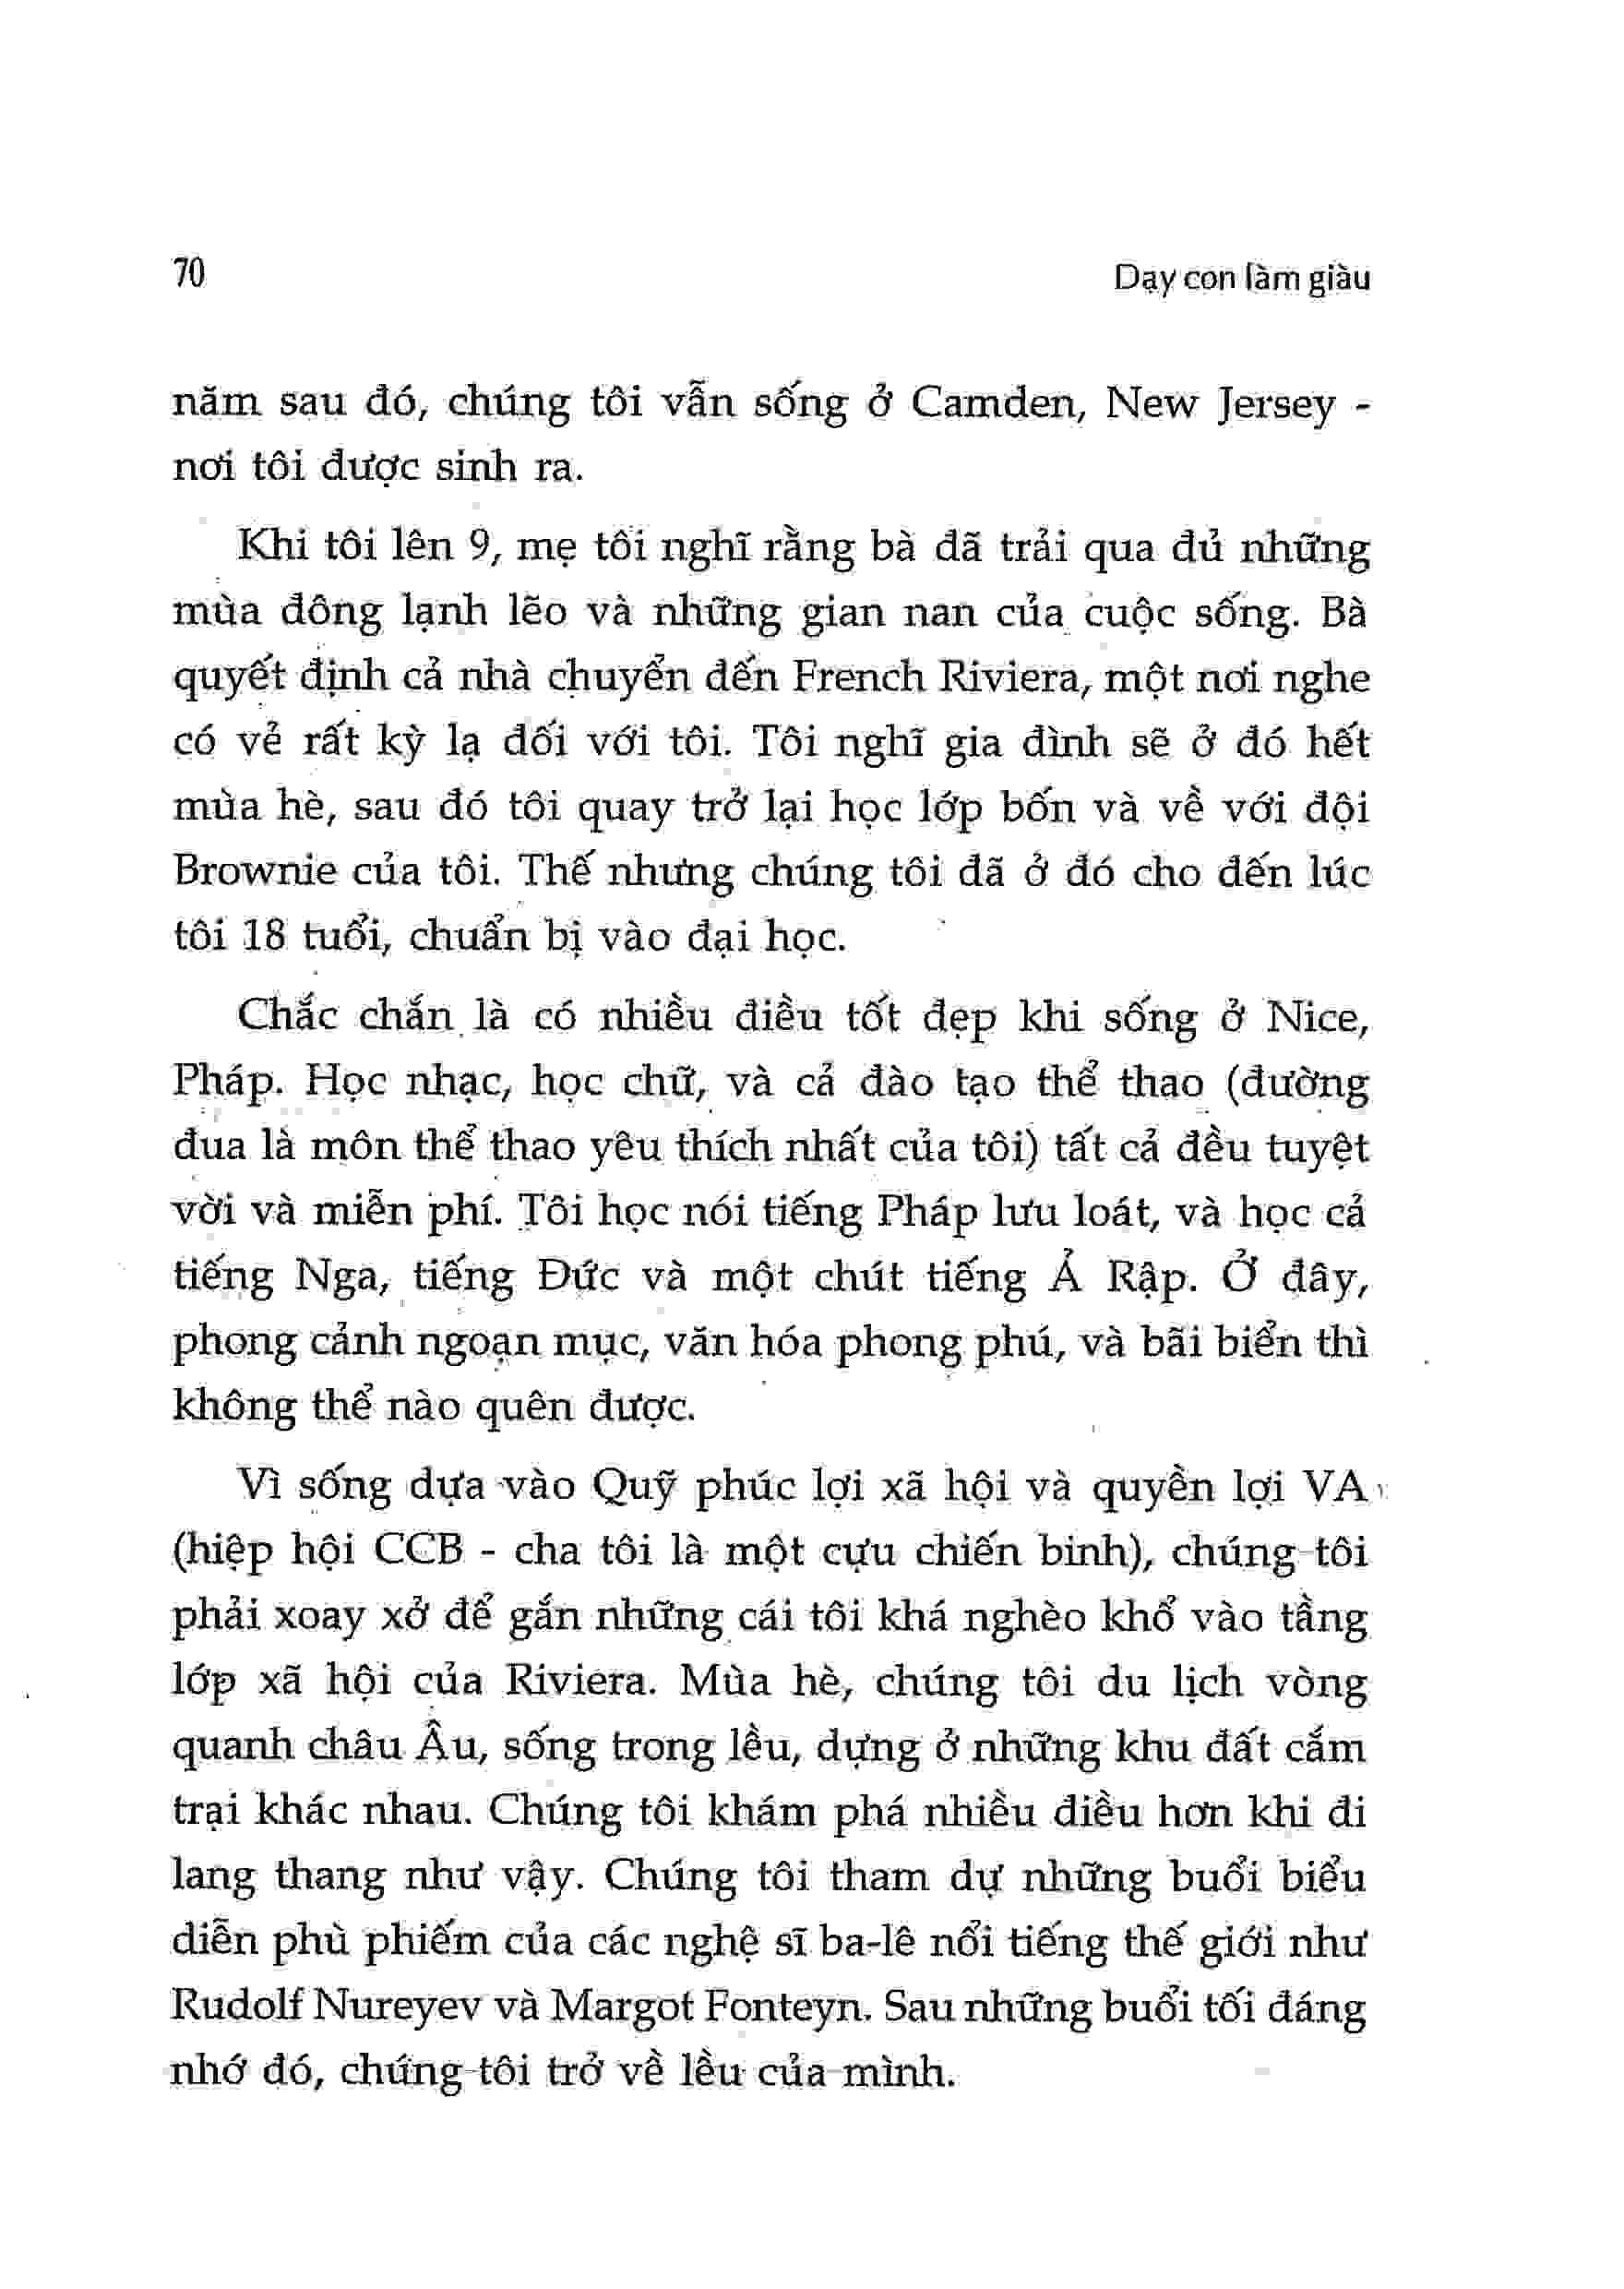 70
Dạy con làm giàu
năm sau đó, chúng tôi vẫn sống ở Camden, New Jersey -
nơi tôi được sinh ra.
Khi tôi lên 9, mẹ tôi nghĩ rằng bà đã trải qua đủ những
mùa đông lạnh lẽo và những gian nan của cuộc sống. Bà
quyết định cả nhà chuyển đến French Riviera, một nơi nghe
có vẻ rất kỳ lạ đối với tôi. Tôi nghĩ gia đình sẽ ở đó hết
mùa hè, sau đó tôi quay trở lại học lớp bốn và về với đội
Brownie của tôi. Thế nhưng chúng tôi đã ở đó cho đến lúc
tôi 18 tuổi, chuẩn bị vào đại học.
Chắc chắn là có nhiều điều tốt đẹp khi sống ở Nice,
Pháp. Học nhạc, học chữ, và cả đào tạo thể thao (đường
đua là môn thể thao yêu thích nhất của tôi) tất cả đều tuyệt
vời và miễn phí. Tôi học nói tiếng Pháp lưu loát, và học cả
tiếng Nga, tiếng Đức và một chút tiếng Ả Rập. Ở đây,
phong cảnh ngoạn mục, văn hóa phong phú, và bãi biển thì
không thể nào quên được.
Vì sống dựa vào Quỹ phúc lợi xã hội và quyền lợi VA
(hiệp hội CCB - cha tôi là một cựu chiến binh), chúng tôi
phải xoay xở để gắn những cái tôi khá nghèo khổ vào tầng
lớp xã hội của Riviera. Mùa hè, chúng tôi du lịch vòng
quanh châu Âu, sống trong lều, dựng ở những khu đất cắm
trại khác nhau. Chúng tôi khám phá nhiều điều hơn khi đi
lang thang như vậy. Chúng tôi tham dự những buổi biểu
diễn phù phiếm của các nghệ sĩ ba-lê nổi tiếng thế giới như
Rudolf Nureyev và Margot Fonteyn. Sau những buổi tối đáng
nhớ đó, chúng tôi trở về lều của mình.